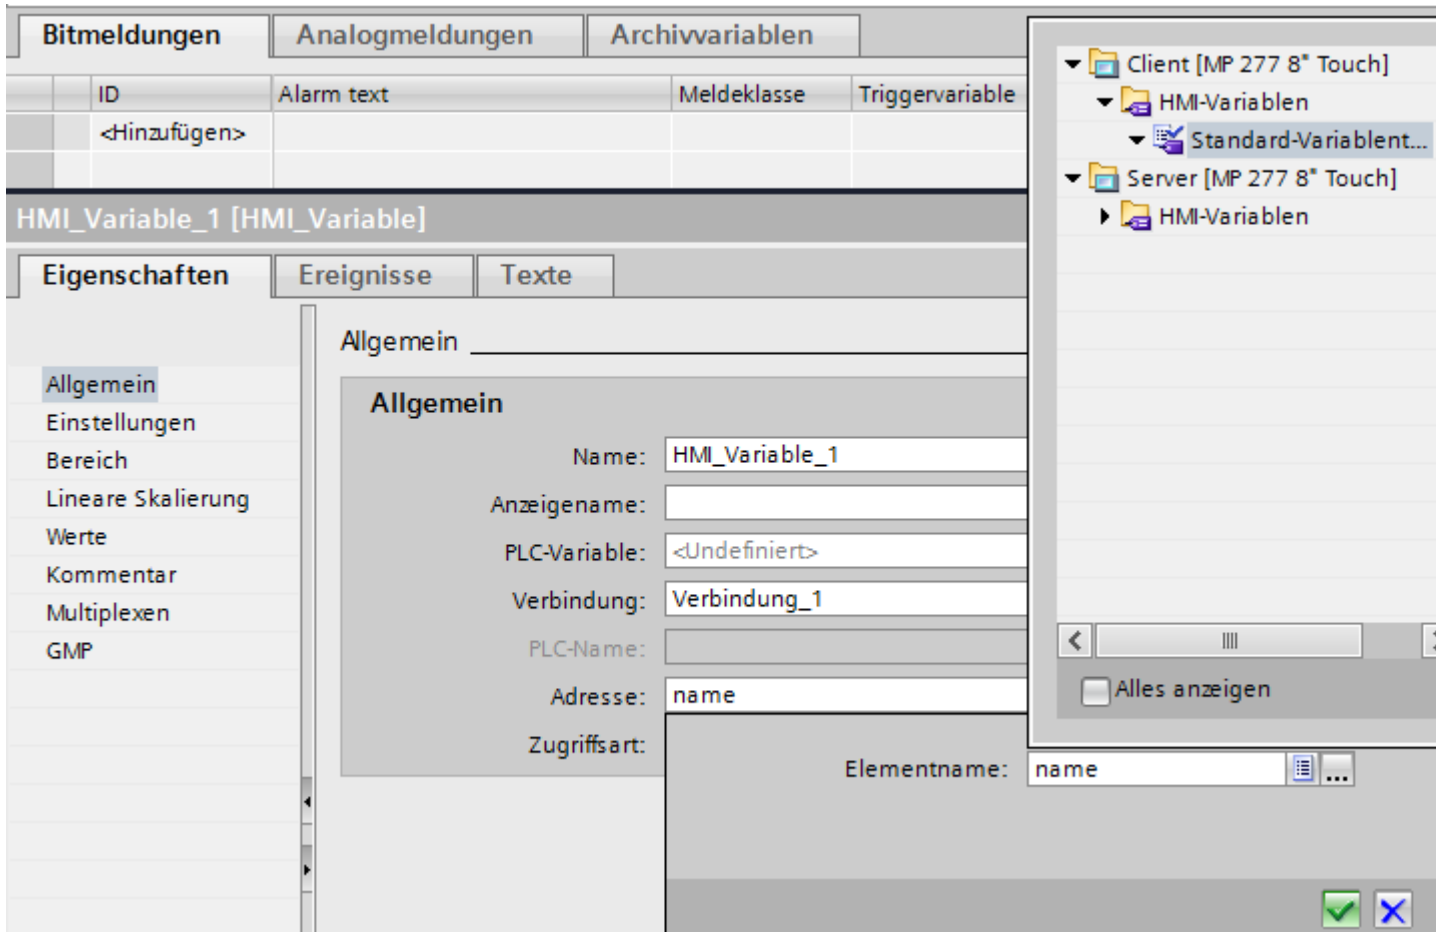 Bitmeldungen Analogmeldungen Archivvariablen
ID Alarm text Meldeklasse Triggervariable
<Hinzufügen>
Client [MP 277 8" Touch]
HMI-Variablen
Standard-Variablent...
Server [MP 277 8" Touch]
HMI-Variablen
Alles anzeigen
HMI_Variable_1 [HMI_Variable]
Eigenschaften Ereignisse Texte
Allgemein
Einstellungen
Bereich
Lineare Skalierung
Werte
Kommentar
Multiplexen
GMP
Allgemein
Allgemein
Name: HMI_Variable_1
Anzeigename:
PLC-Variable: <Undefiniert>
Verbindung: Verbindung_1
PLC-Name:
Adresse: name
Zugriffsart:
Elementname: name ...